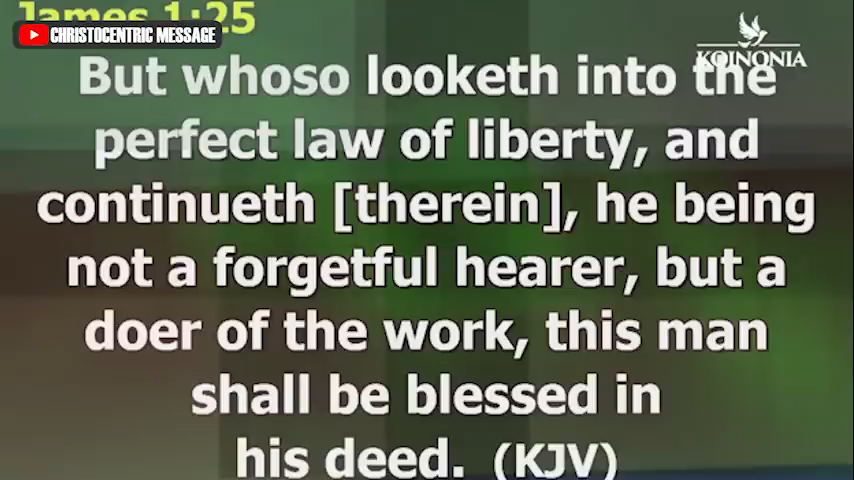 James 1:25
CHRISTOCENTRIC MESSAGE
KOINONIA
But whoso looketh into the
perfect law of liberty, and
continueth [therein], he being
not a forgetful hearer, but a
doer of the work, this man
shall be blessed in
his deed. (KJV)